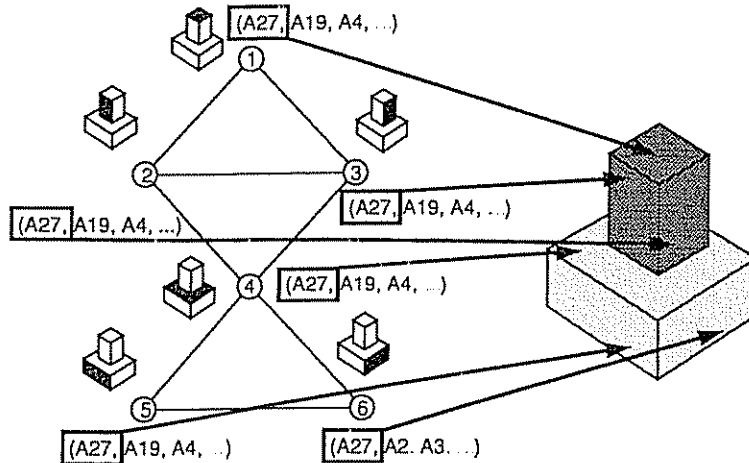 (A27, A19, A4, ...)
1
2
3
(A27, A19, A4, ...)
(A27, A19, A4, ...)
4
(A27, A19, A4, ...)
5
6
(A27, A19, A4, ...)
(A27, A2. A3. ...)